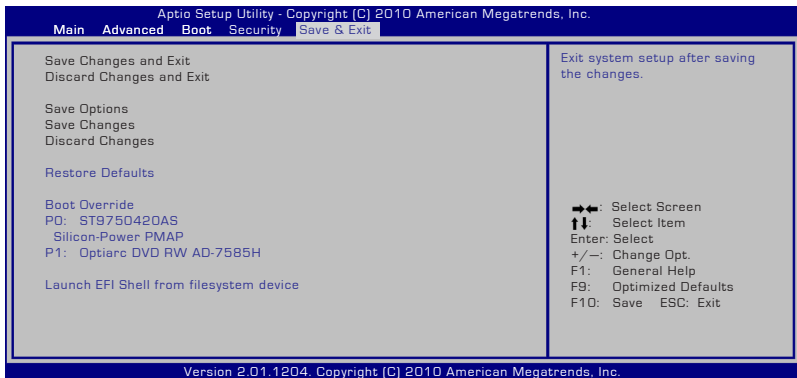 Aptio Setup Utility - Copyright (C) 2010 American Megatrends, Inc.
Main Advanced Boot Security Save & Exit
Save Changes and Exit
Discard Changes and Exit
Save Options
Save Changes
Discard Changes
Restore Defaults
Boot Override
P0: ST9750420AS
Silicon-Power PMAP
P1: Optiarc DVD RW AD-7585H
Launch EFI Shell from filesystem device
Exit system setup after saving
the changes.
→←: Select Screen
↑↓: Select Item
Enter: Select
+/—: Change Opt.
F1: General Help
F9: Optimized Defaults
F10: Save ESC: Exit
Version 2.01.1204. Copyright (C) 2010 American Megatrends, Inc.